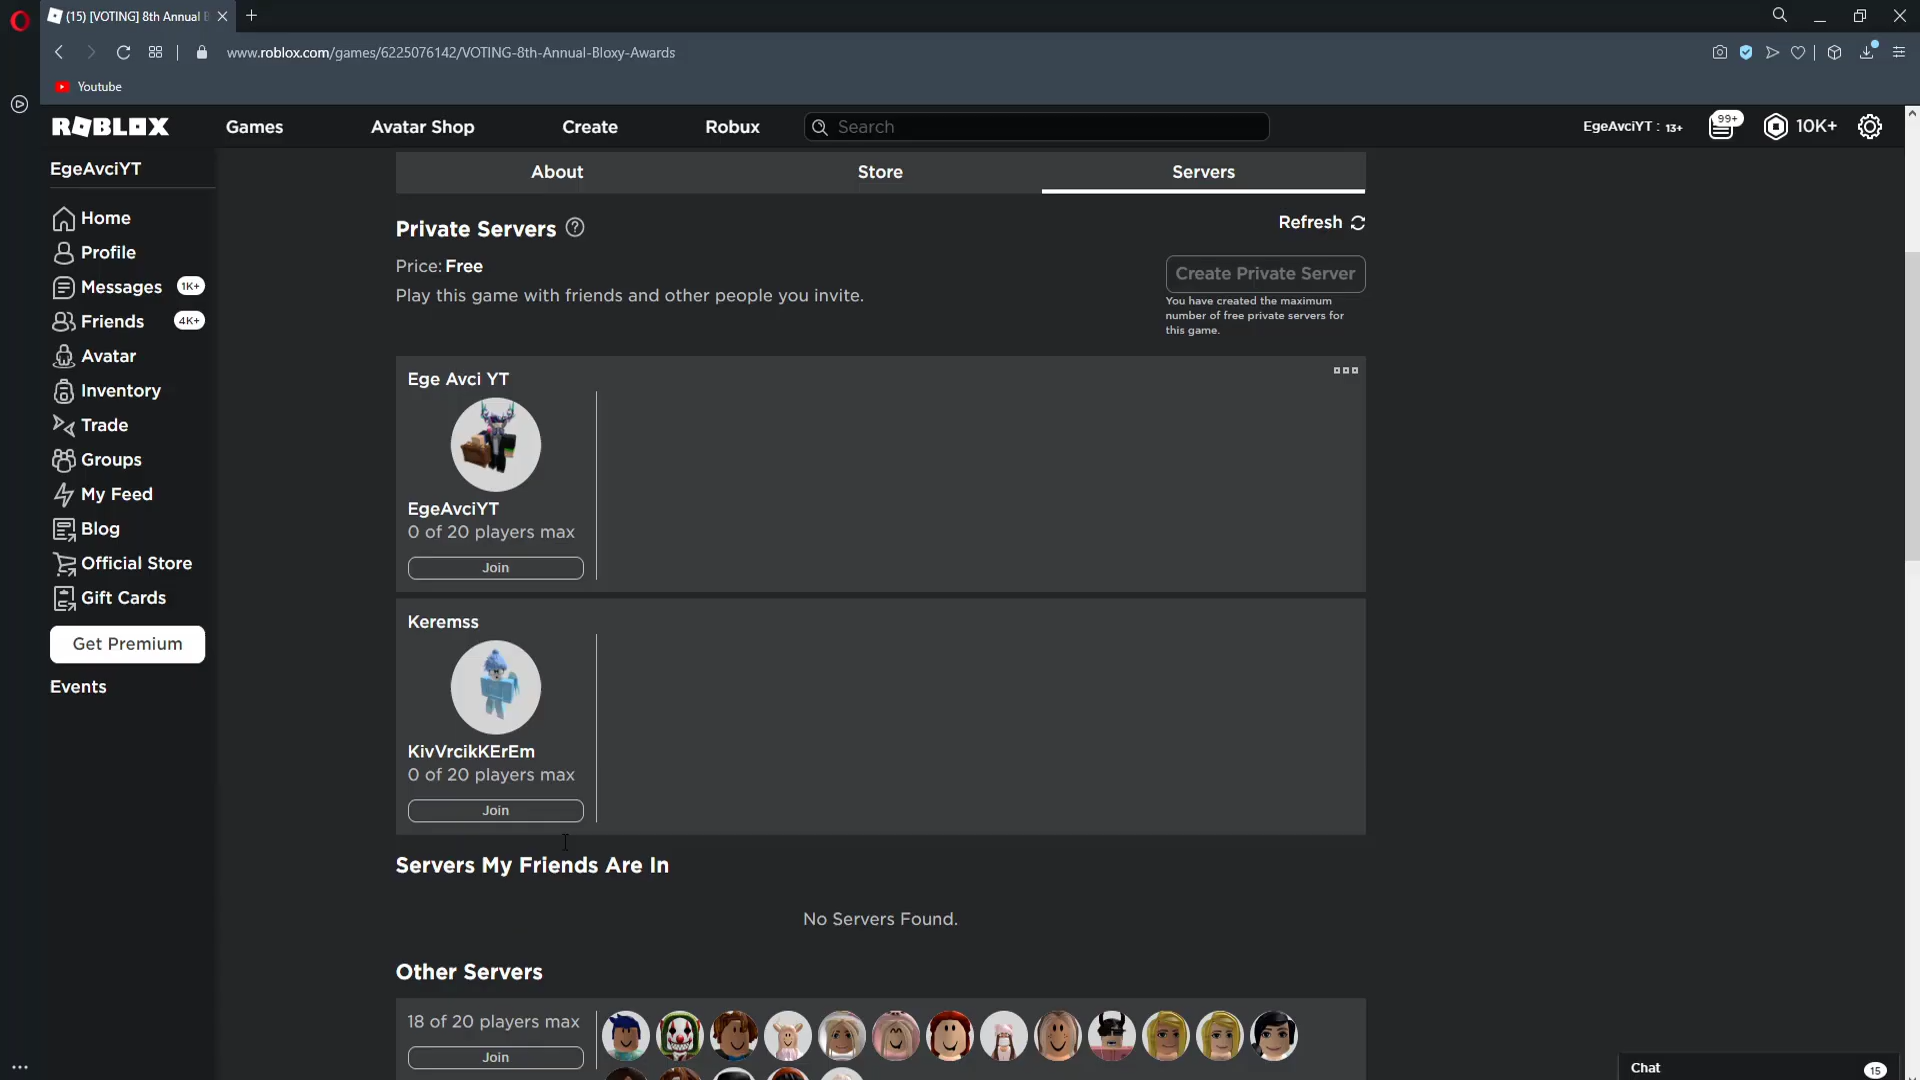 (15) [VOTING] 8th Annual B
www.roblox.com/games/6225076142/VOTING-8th-Annual-Bloxy-Awards
Youtube
ROBLOX
Games
Avatar Shop
Create
Robux
Search
EgeAvciYT : 13+
99+
10K+
EgeAvciYT
Home
Profile
Messages 1K+
Friends 4K+
Avatar
Inventory
Trade
Groups
My Feed
Blog
Official Store
Gift Cards
Get Premium
Events
About
Store
Servers
Private Servers ?
Refresh
Price: Free
Play this game with friends and other people you invite.
Create Private Server
You have created the maximum
number of free private servers for
this game.
Ege Avci YT
EgeAvciYT
0 of 20 players max
Join
Keremss
KivVrcikKErEm
0 of 20 players max
Join
Servers My Friends Are In
No Servers Found.
Other Servers
18 of 20 players max
Join
Chat 15